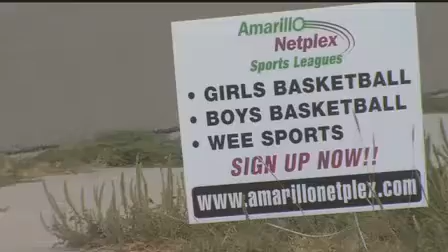 Amarillo
Netplex
Sports Leagues
• GIRLS BASKETBALL
• BOYS BASKETBALL
• WEE SPORTS
SIGN UP NOW!!
www.amarillonetplex.com